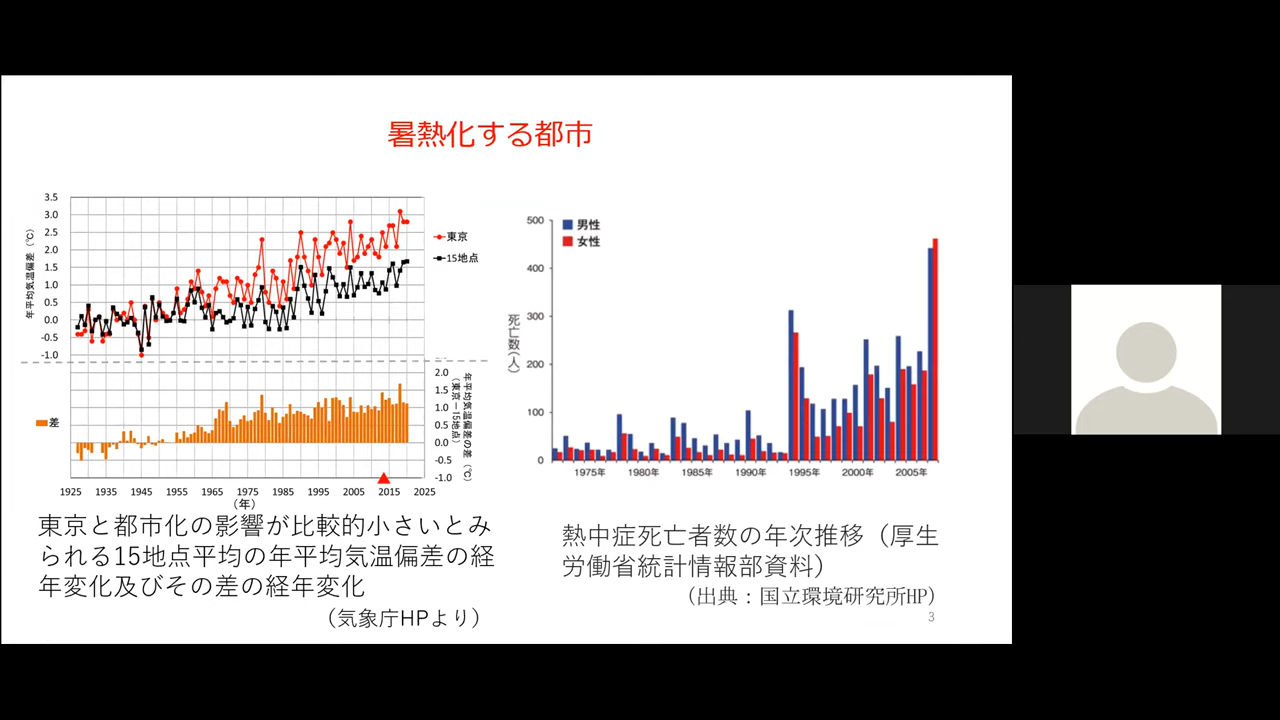 暑熱化する都市
3.5
3.0
2.5
2.0
1.5
1.0
0.5
0.0
-0.5
-1.0
年平均気温偏差（℃）
東京
15地点
2.0
1.5
1.0
0.5
0.0
-0.5
-1.0
年平均気温偏差の差（℃）
（東京－15地点）
差
1925 1935 1945 1955 1965 1975 1985 1995 2005 2015 2025
（年）
東京と都市化の影響が比較的小さいとみ
られる15地点平均の年平均気温偏差の経
年変化及びその差の経年変化
（気象庁HPより）
500
400
300
200
100
0
死亡数（人）
男性
女性
1975年 1980年 1985年 1990年 1995年 2000年 2005年
熱中症死亡者数の年次推移（厚生
労働省統計情報部資料）
（出典：国立環境研究所HP）
3